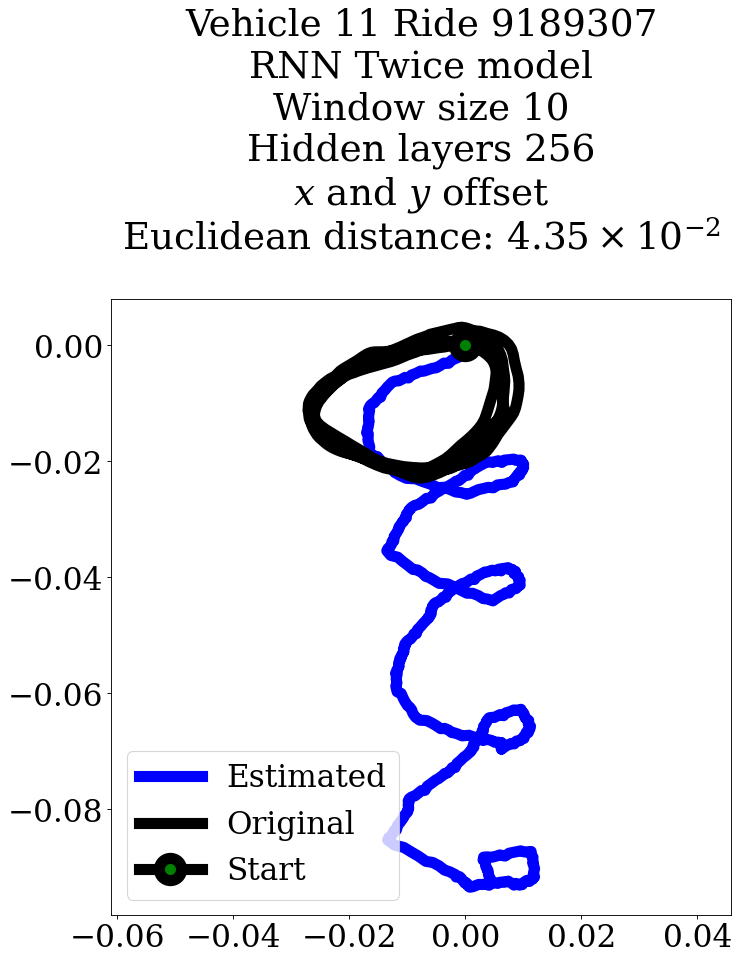 Vehicle 11 Ride 9189307
RNN Twice model
Window size 10
Hidden layers 256
x and y offset
Euclidean distance: 4.35 × 10⁻²
0.00
−0.02
−0.04
−0.06
−0.08
Estimated
Original
Start
−0.06 −0.04 −0.02 0.00 0.02 0.04